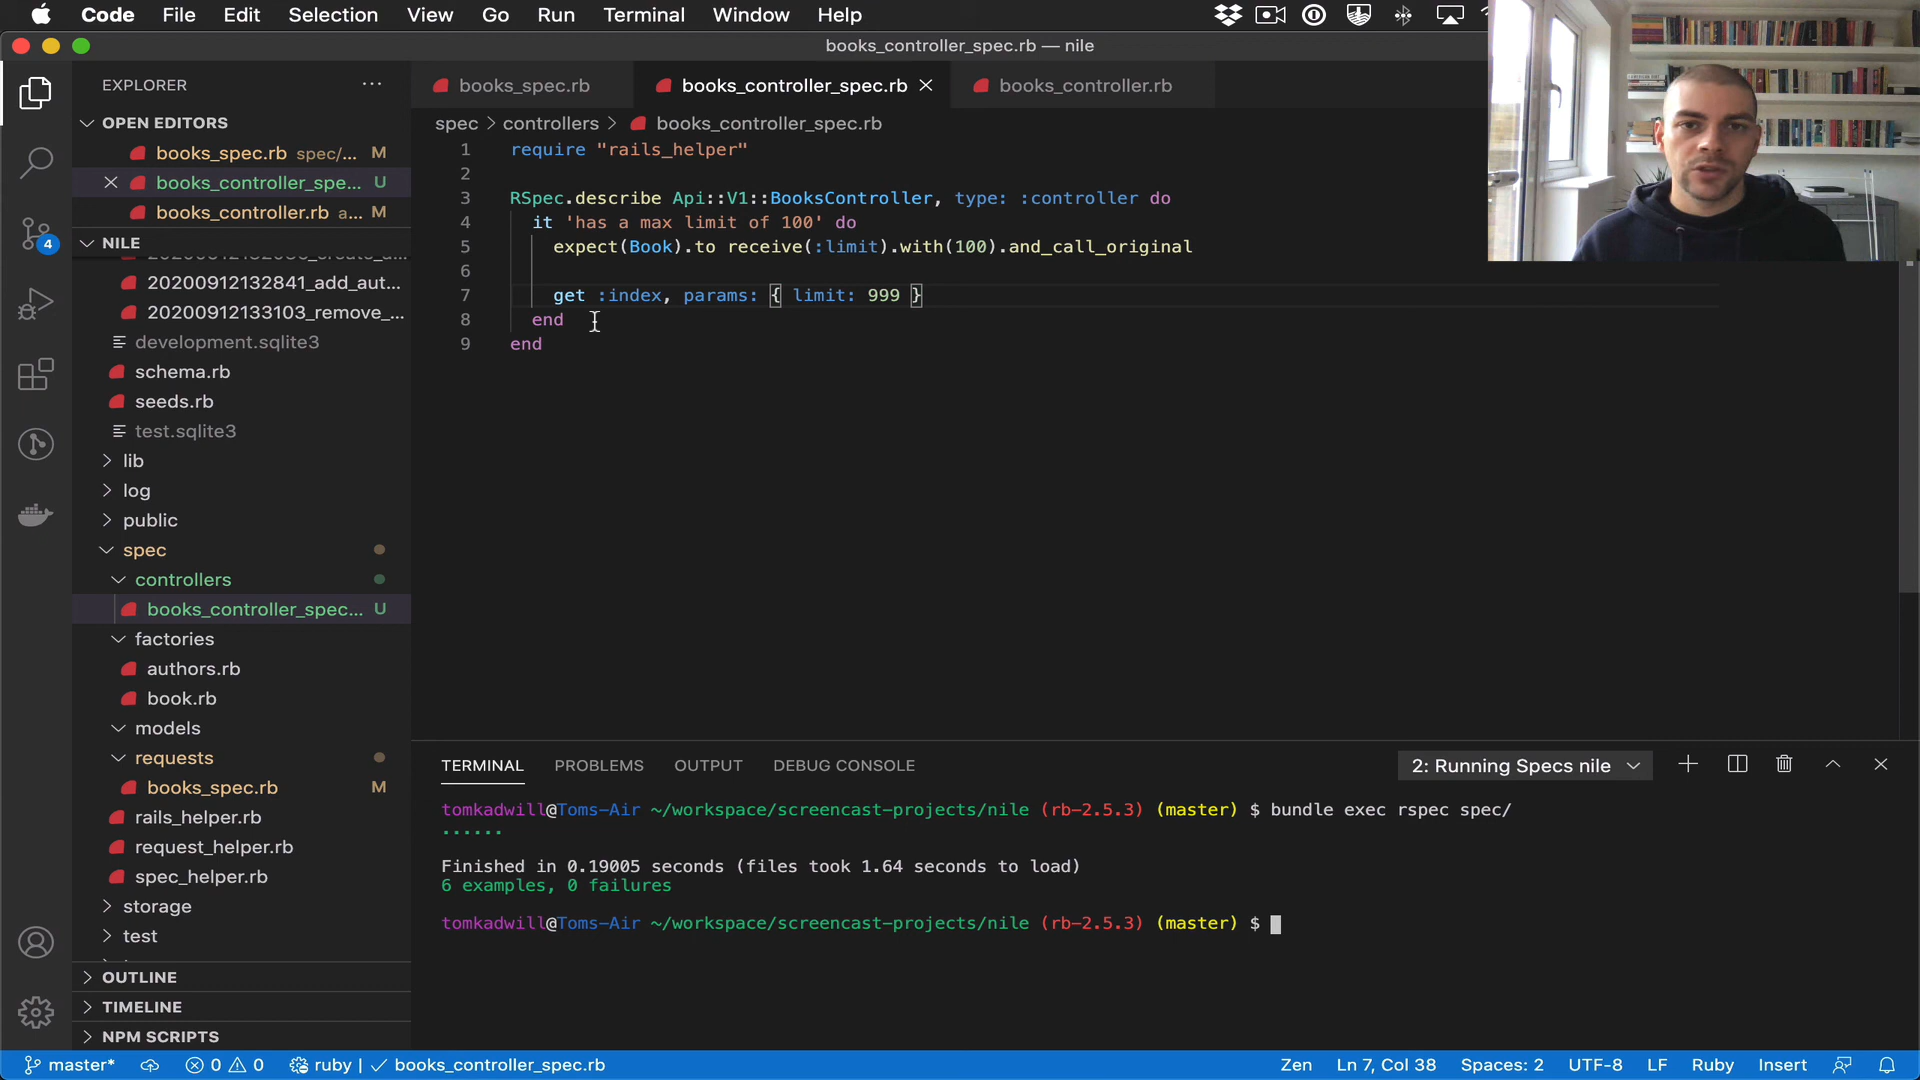 Code File Edit Selection View Go Run Terminal Window Help
books_controller_spec.rb — nile
EXPLORER
books_spec.rb
books_controller_spec.rb
books_controller.rb
OPEN EDITORS
books_spec.rb spec/... M
books_controller_spe... U
books_controller.rb a... M
NILE
20200912132841_add_aut...
20200912133103_remove_...
development.sqlite3
schema.rb
seeds.rb
test.sqlite3
lib
log
public
spec
controllers
books_controller_spec... U
factories
authors.rb
book.rb
models
requests
books_spec.rb M
rails_helper.rb
request_helper.rb
spec_helper.rb
storage
test
OUTLINE
TIMELINE
NPM SCRIPTS
4
spec > controllers > books_controller_spec.rb
1 require "rails_helper"
2
3 RSpec.describe Api::V1::BooksController, type: :controller do
4 it 'has a max limit of 100' do
5 expect(Book).to receive(:limit).with(100).and_call_original
6
7 get :index, params: { limit: 999 }
8 end
9 end
TERMINAL PROBLEMS OUTPUT DEBUG CONSOLE
2: Running Specs nile
tomkadwill@Toms-Air ~/workspace/screencast-projects/nile (rb-2.5.3) (master) $ bundle exec rspec spec/
......
Finished in 0.19005 seconds (files took 1.64 seconds to load)
6 examples, 0 failures
tomkadwill@Toms-Air ~/workspace/screencast-projects/nile (rb-2.5.3) (master) $
master* 0 0 ruby | ✓ books_controller_spec.rb
Zen Ln 7, Col 38 Spaces: 2 UTF-8 LF Ruby Insert